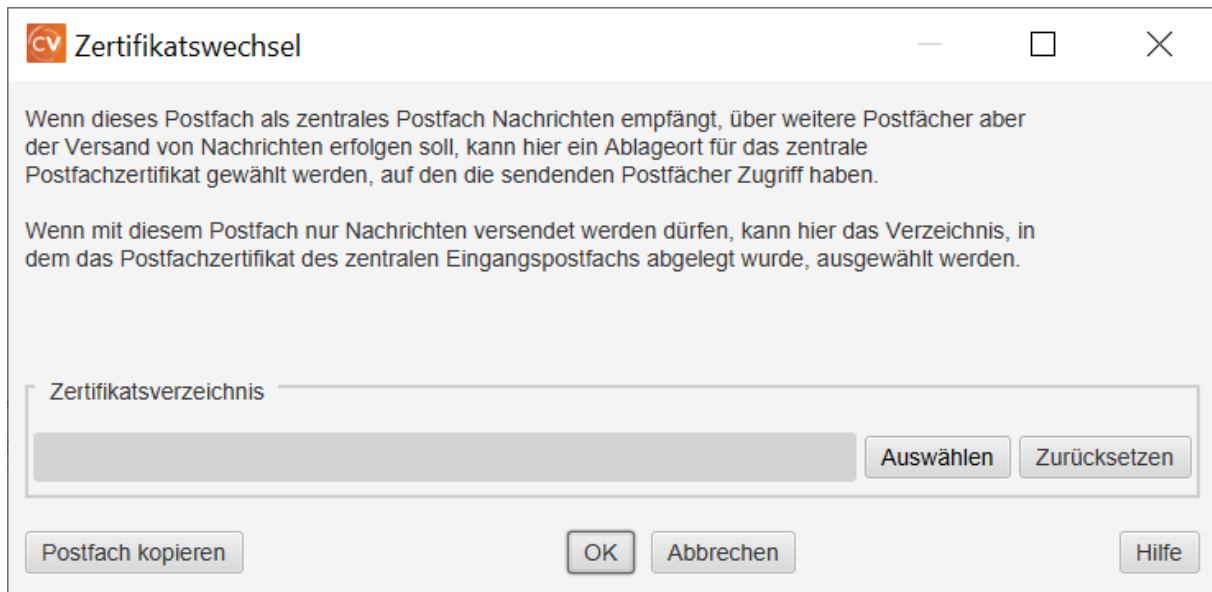 CV Zertifikatswechsel
Wenn dieses Postfach als zentrales Postfach Nachrichten empfängt, über weitere Postfächer aber
der Versand von Nachrichten erfolgen soll, kann hier ein Ablageort für das zentrale
Postfachzertifikat gewählt werden, auf den die sendenden Postfächer Zugriff haben.
Wenn mit diesem Postfach nur Nachrichten versendet werden dürfen, kann hier das Verzeichnis, in
dem das Postfachzertifikat des zentralen Eingangspostfachs abgelegt wurde, ausgewählt werden.
Zertifikatsverzeichnis
Auswählen Zurücksetzen
Postfach kopieren OK Abbrechen Hilfe